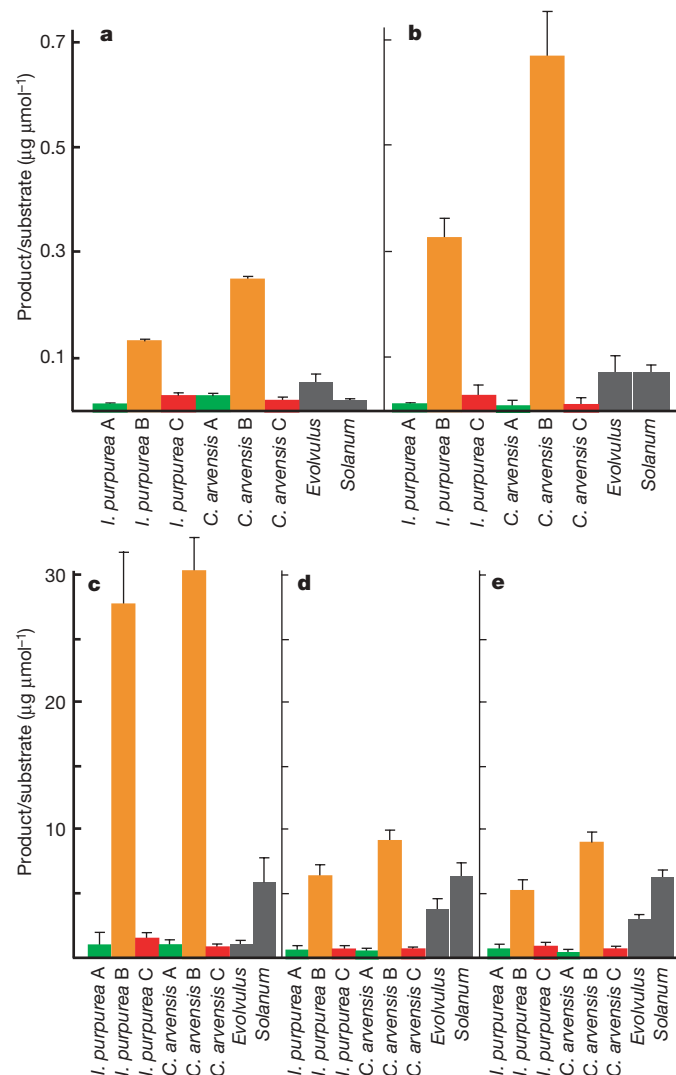 a
b
Product/substrate (µg µmol⁻¹)
0.7
0.5
0.3
0.1
I. purpurea A
I. purpurea B
I. purpurea C
C. arvensis A
C. arvensis B
C. arvensis C
Evolvulus
Solanum
I. purpurea A
I. purpurea B
I. purpurea C
C. arvensis A
C. arvensis B
C. arvensis C
Evolvulus
Solanum
c
d
e
Product/substrate (µg µmol⁻¹)
30
20
10
I. purpurea A
I. purpurea B
I. purpurea C
C. arvensis A
C. arvensis B
C. arvensis C
Evolvulus
Solanum
I. purpurea A
I. purpurea B
I. purpurea C
C. arvensis A
C. arvensis B
C. arvensis C
Evolvulus
Solanum
I. purpurea A
I. purpurea B
I. purpurea C
C. arvensis A
C. arvensis B
C. arvensis C
Evolvulus
Solanum